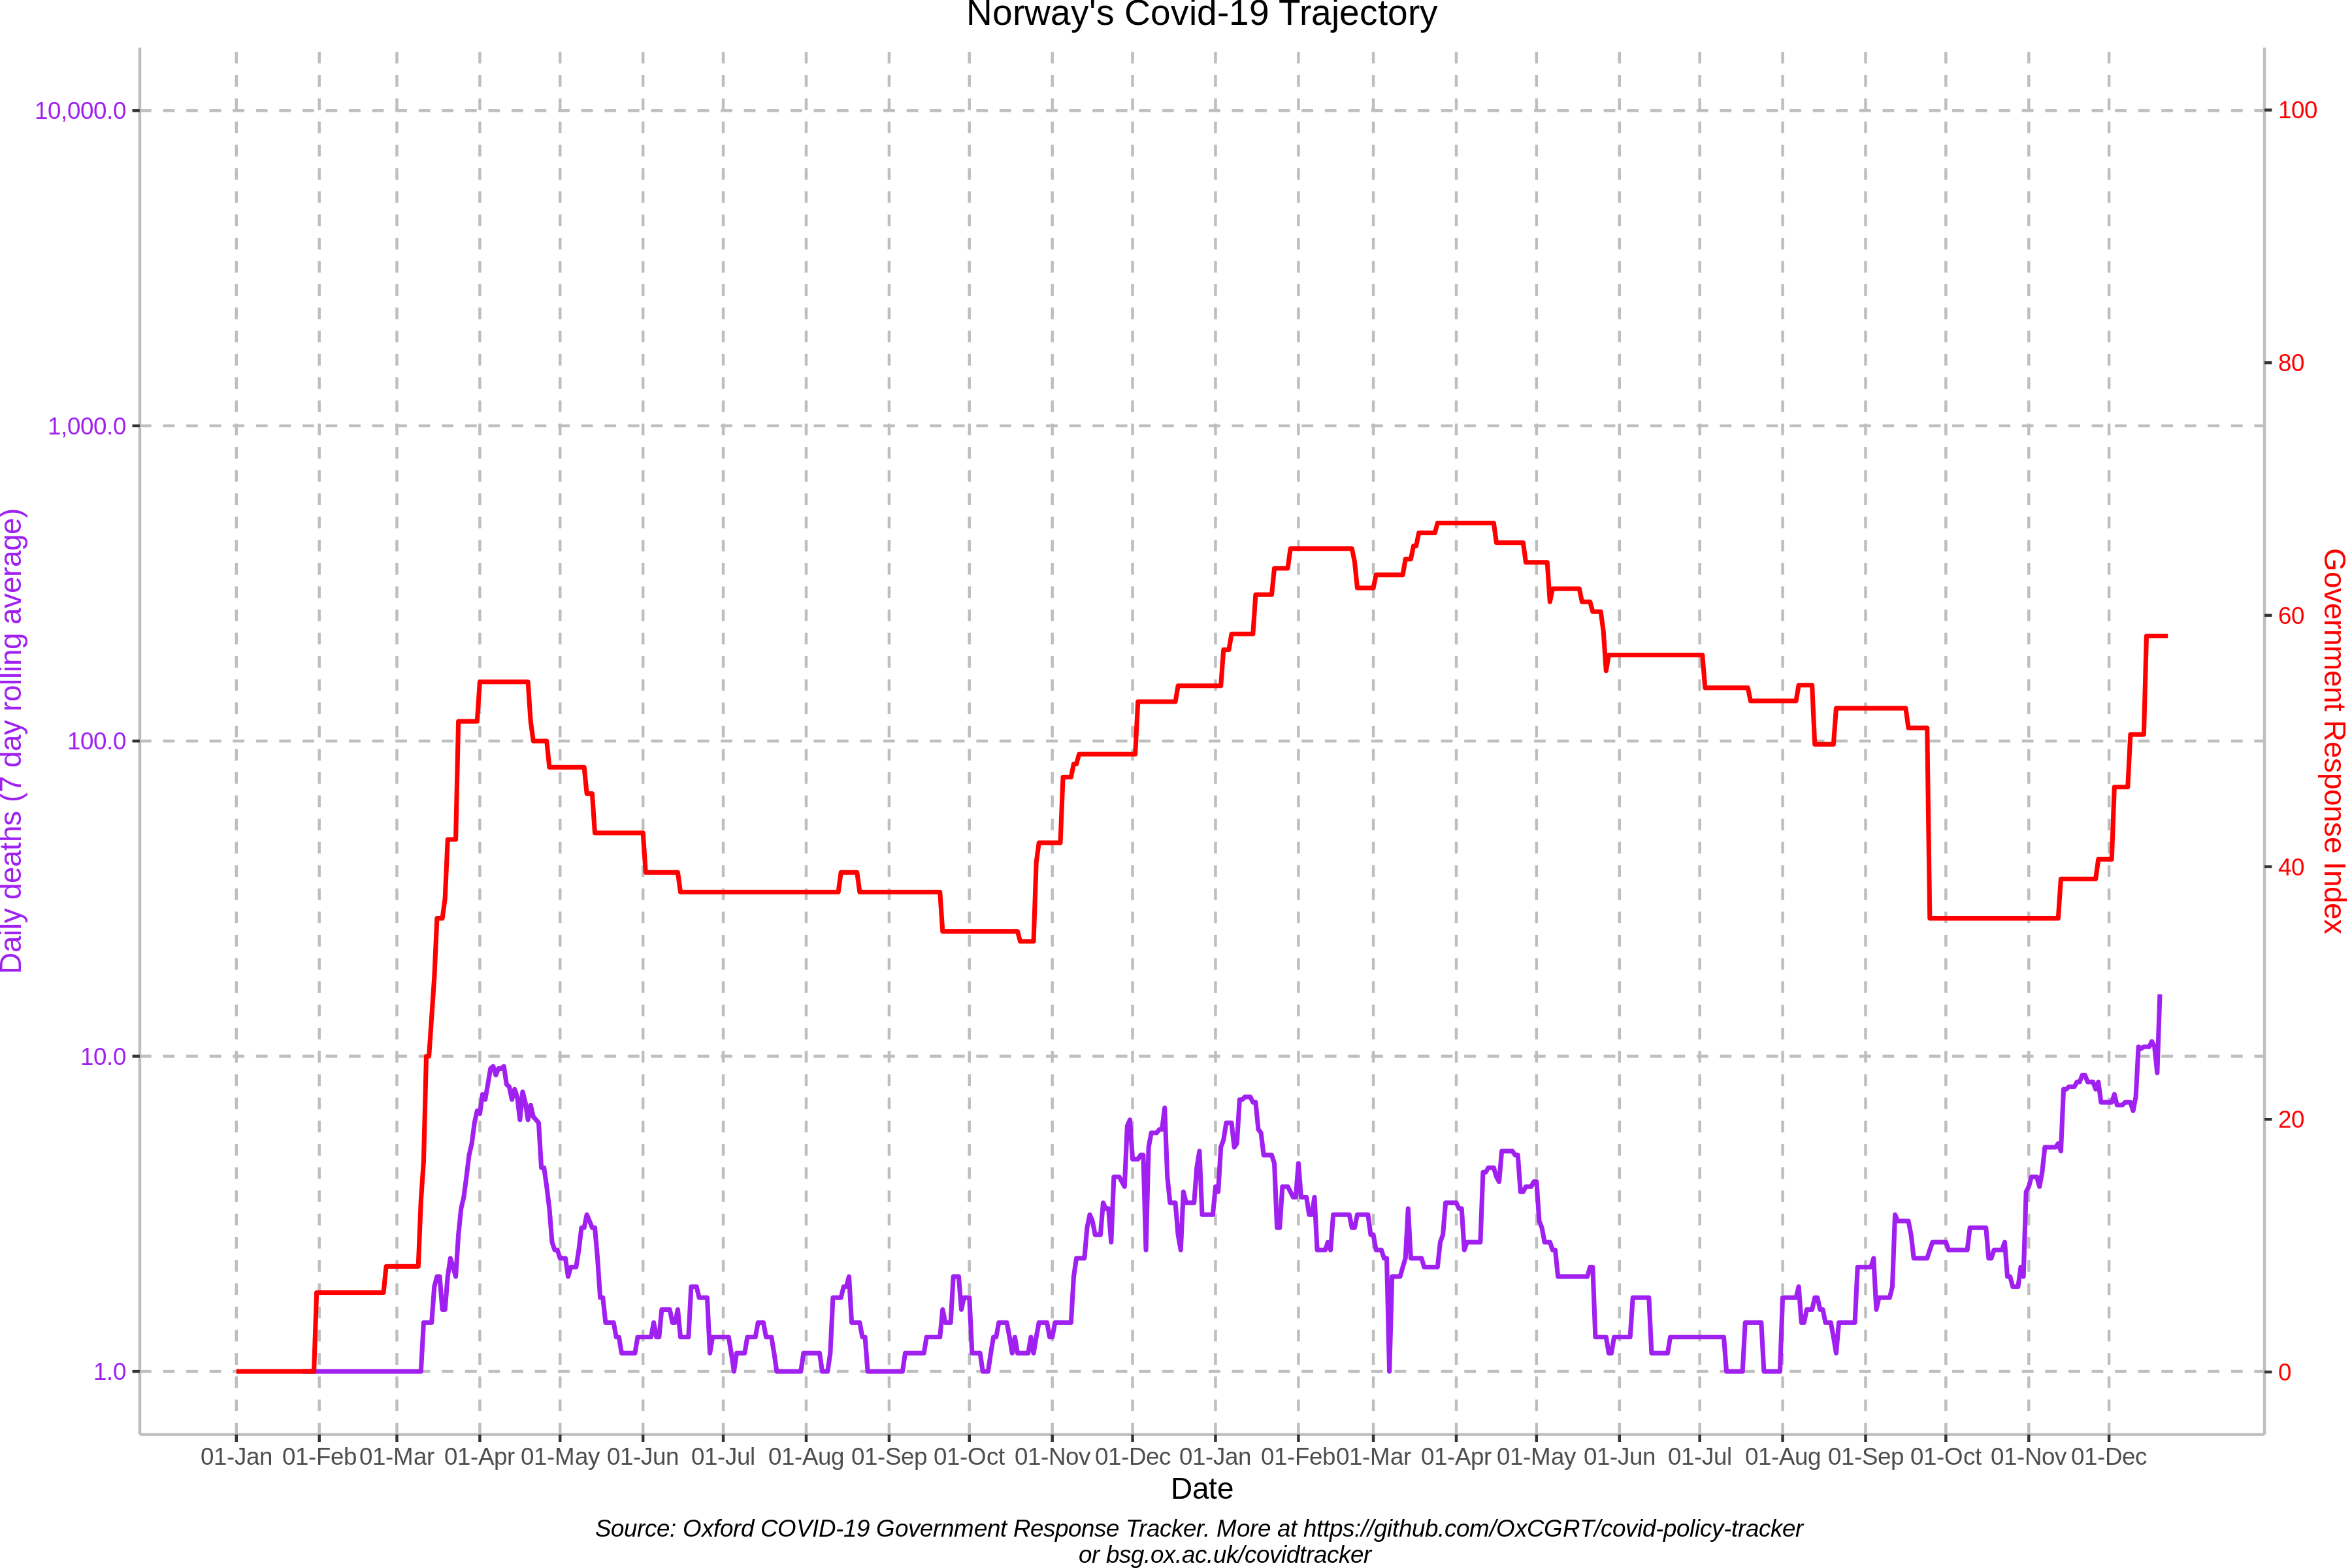 Norway's Covid-19 Trajectory
10,000.0
1,000.0
100.0
10.0
1.0
Daily deaths (7 day rolling average)
100
80
60
40
20
0
Government Response Index
01-Jan 01-Feb 01-Mar 01-Apr 01-May 01-Jun 01-Jul 01-Aug 01-Sep 01-Oct 01-Nov 01-Dec 01-Jan 01-Feb 01-Mar 01-Apr 01-May 01-Jun 01-Jul 01-Aug 01-Sep 01-Oct 01-Nov 01-Dec
Date
Source: Oxford COVID-19 Government Response Tracker. More at https://github.com/OxCGRT/covid-policy-tracker
or bsg.ox.ac.uk/covidtracker